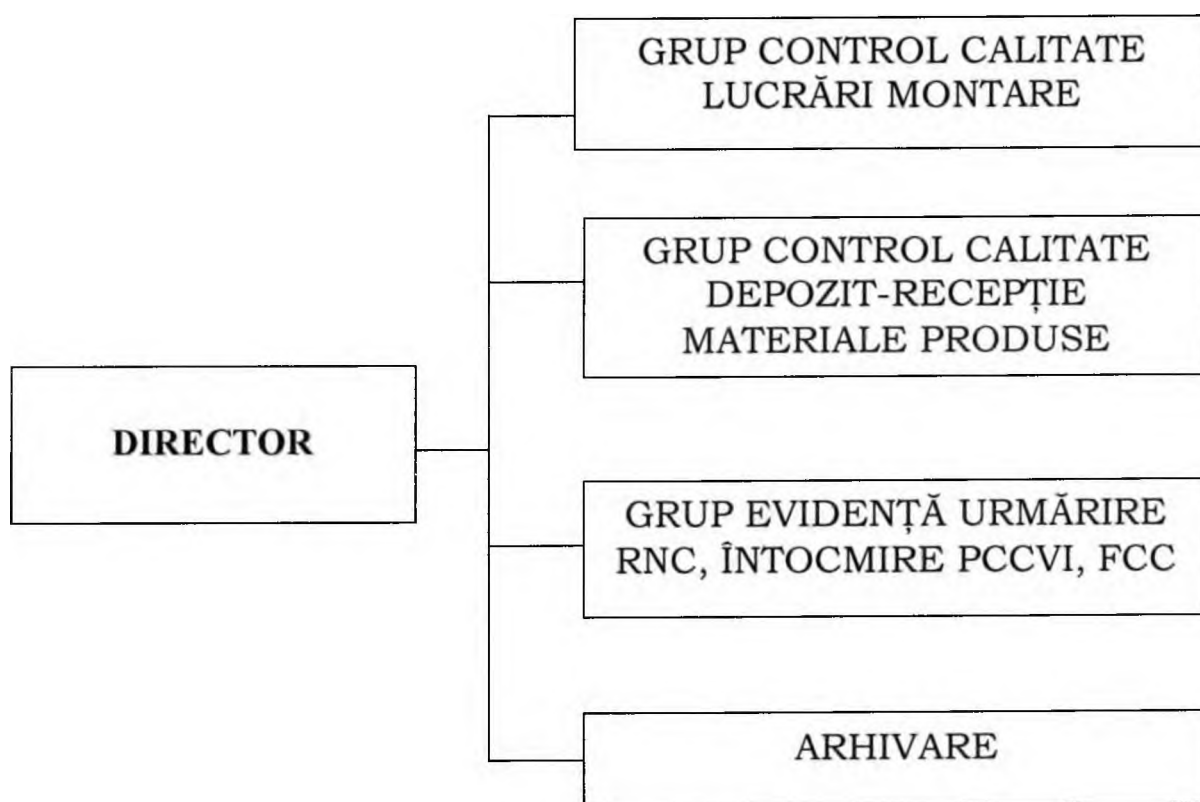 GRUP CONTROL CALITATE
LUCRĂRI MONTARE
GRUP CONTROL CALITATE
DEPOZIT-RECEPȚIE
MATERIALE PRODUSE
DIRECTOR
GRUP EVIDENȚĂ URMĂRIRE
RNC, ÎNTOCMIRE PCCVI, FCC
ARHIVARE